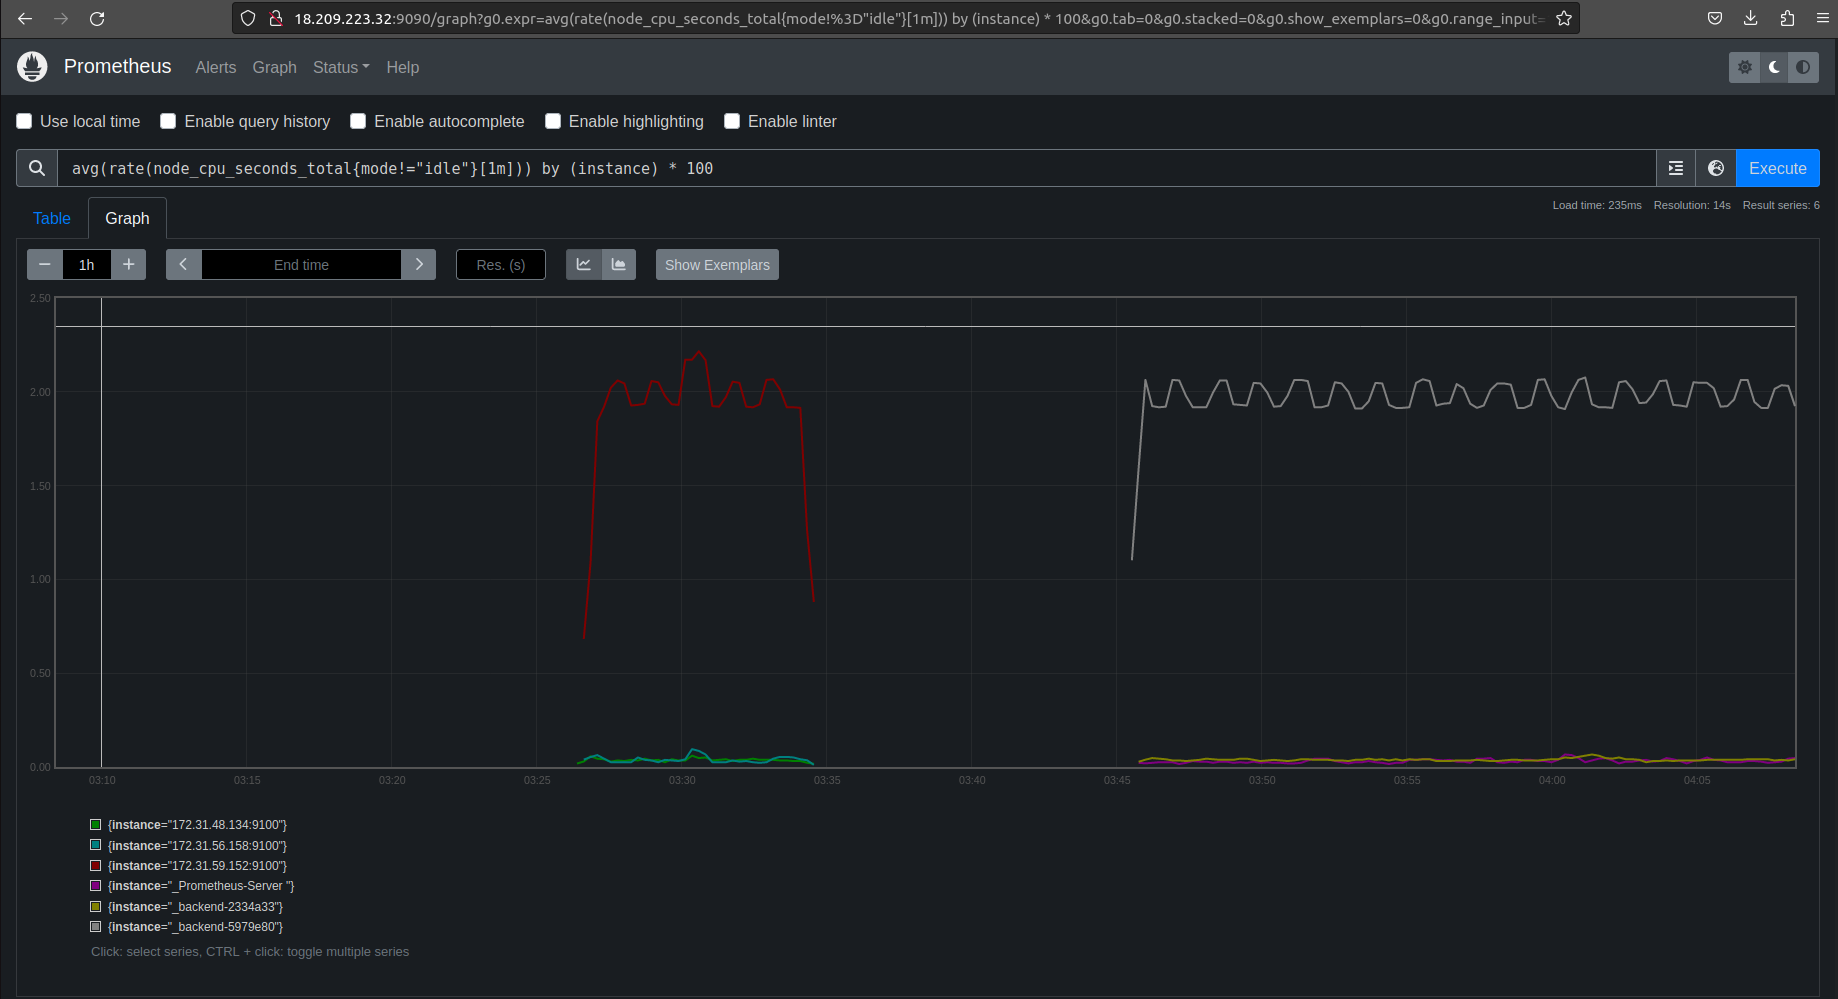 18.209.223.32:9090/graph?g0.expr=avg(rate(node_cpu_seconds_total{mode!%3D"idle"}[1m])) by (instance) * 100&g0.tab=0&g0.stacked=0&g0.show_exemplars=0&g0.range_input=
Prometheus Alerts Graph Status Help
Use local time Enable query history Enable autocomplete Enable highlighting Enable linter
avg(rate(node_cpu_seconds_total{mode!="idle"}[1m])) by (instance) * 100 Execute
Table Graph Load time: 235ms Resolution: 14s Result series: 6
1h End time Res. (s) Show Exemplars
2.50
2.00
1.50
1.00
0.50
0.00
03:10 03:15 03:20 03:25 03:30 03:35 03:40 03:45 03:50 03:55 04:00 04:05
{instance="172.31.48.134:9100"}
{instance="172.31.56.158:9100"}
{instance="172.31.59.152:9100"}
{instance="_Prometheus-Server "}
{instance="_backend-2334a33"}
{instance="_backend-5979e80"}
Click: select series, CTRL + click: toggle multiple series